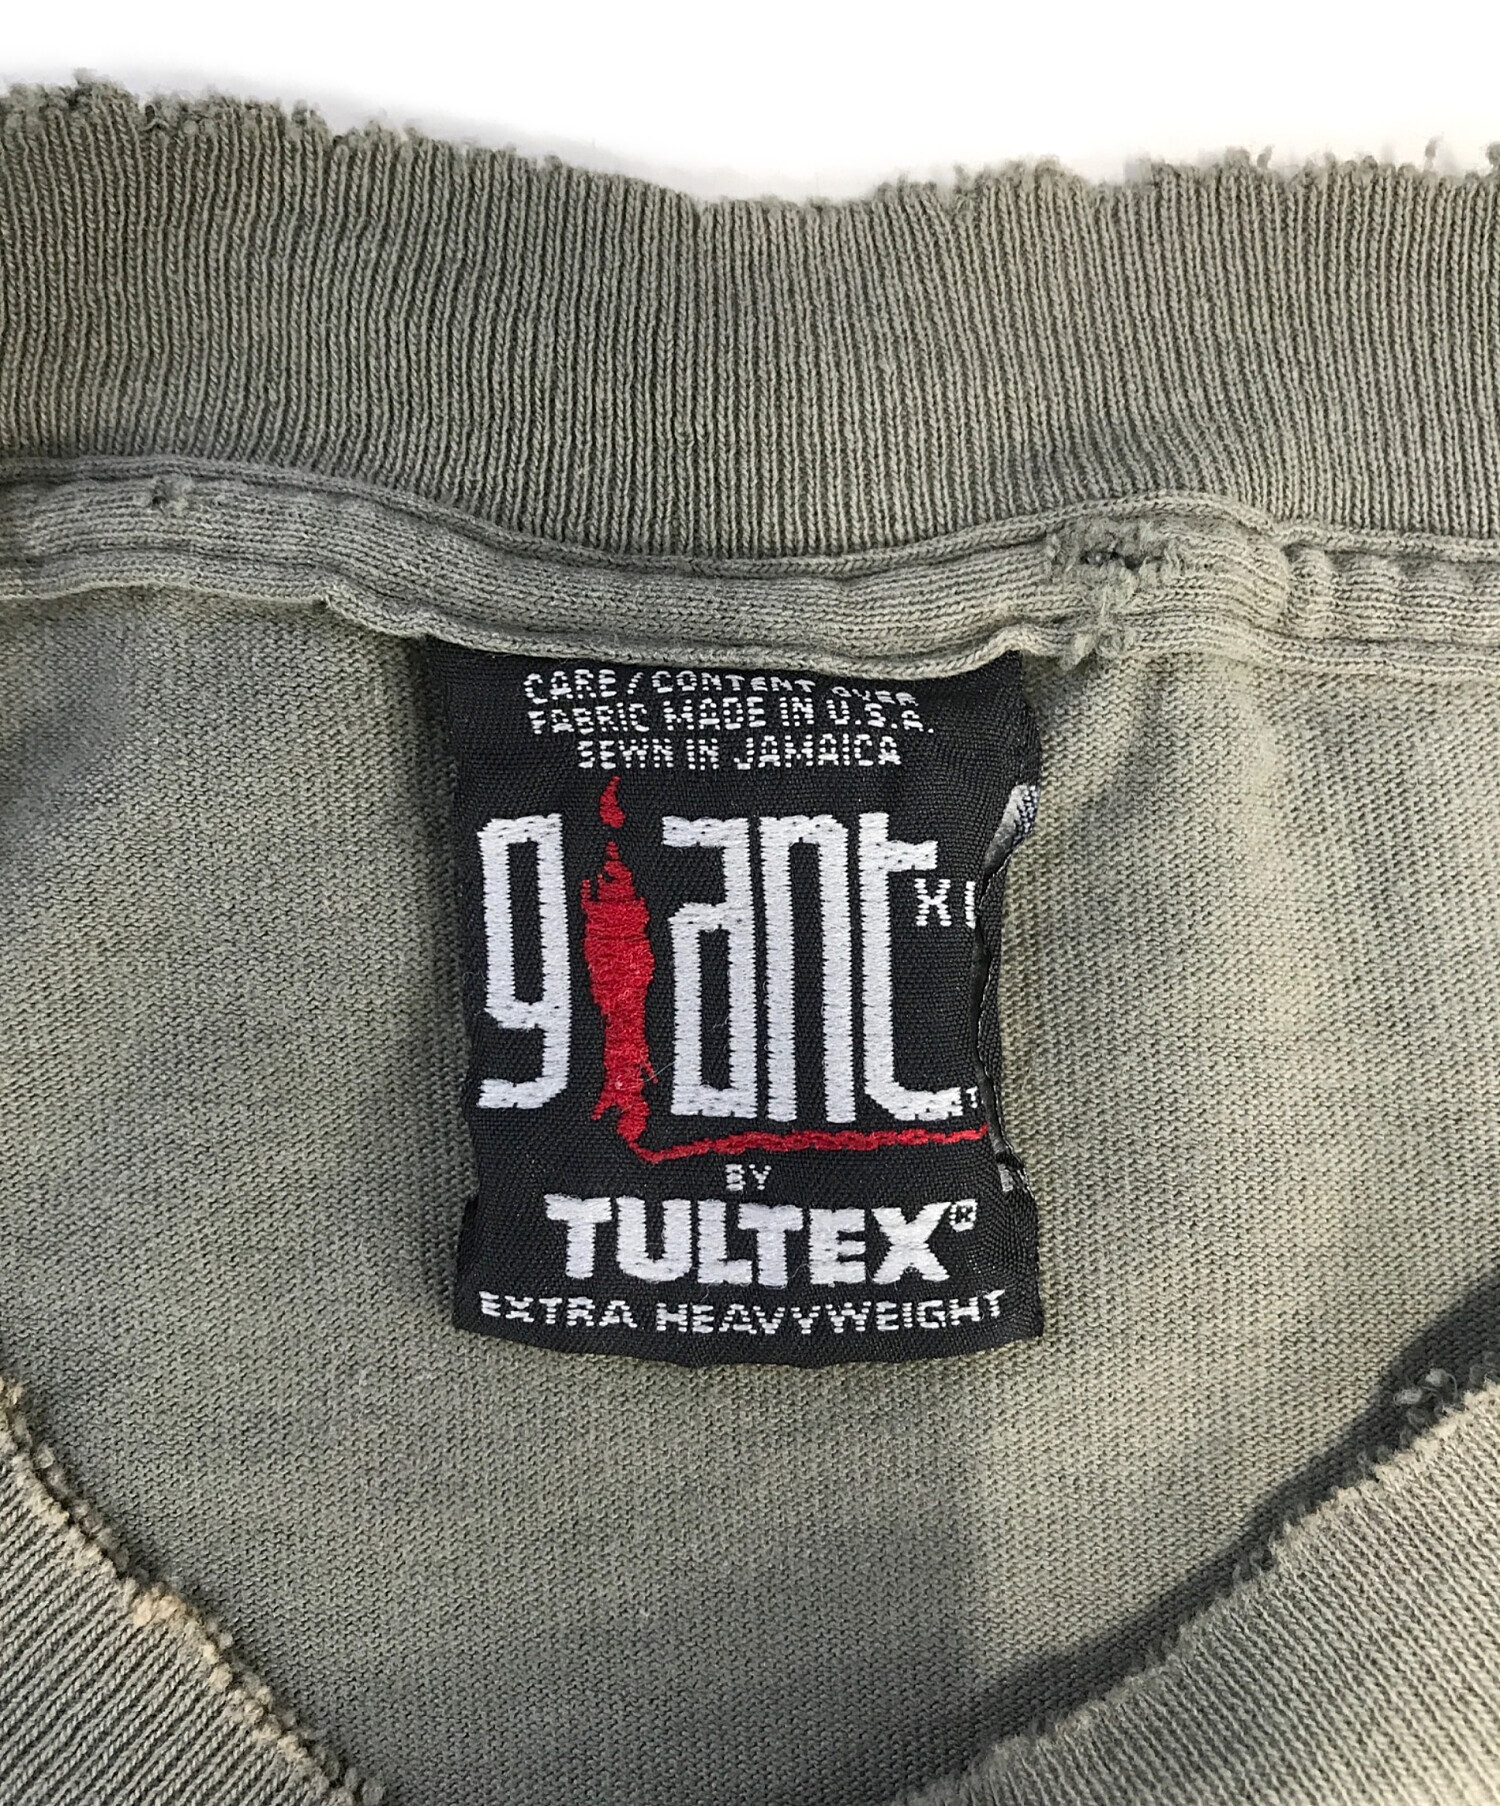 CARE/CONTENT OVER
FABRIC MADE IN U.S.A.
SEWN IN JAMAICA
giant
BY
TULTEX®
EXTRA HEAVYWEIGHT